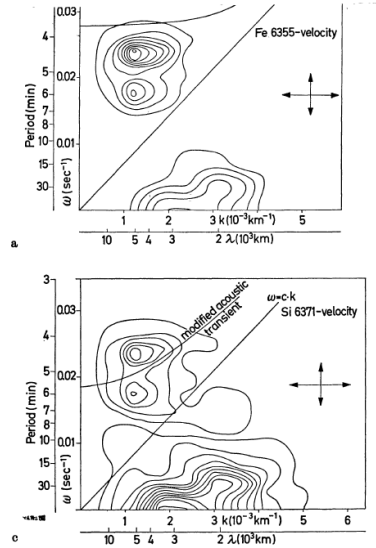 0.03
Fe 6355-velocity
4
5
6
7
8
10
15
30
Period (min)
0.02
0.01
ω (sec⁻¹)
1 2 3 k(10⁻³km⁻¹) 5
10 5 4 3 2 λ(10³km)
a
3
4
5
6
7
8
10
15
30
Period (min)
0.03
0.02
0.01
ω (sec⁻¹)
modified acoustic
transient
ω=c·k
Si 6371-velocity
1 2 3 k(10⁻³km⁻¹) 5 6
10 5 4 3 2 λ(10³km)
c